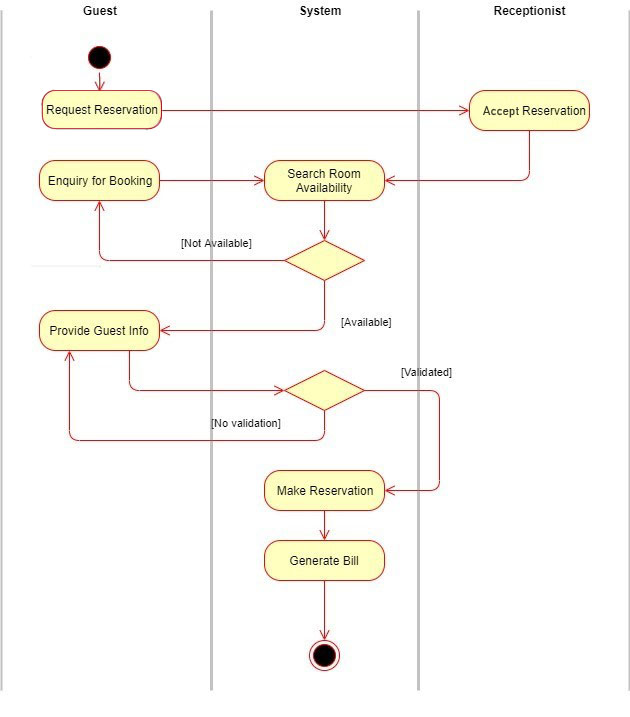 Guest
System
Receptionist
Request Reservation
Accept Reservation
Enquiry for Booking
Search Room
Availability
[Not Available]
[Available]
Provide Guest Info
[Validated]
[No validation]
Make Reservation
Generate Bill